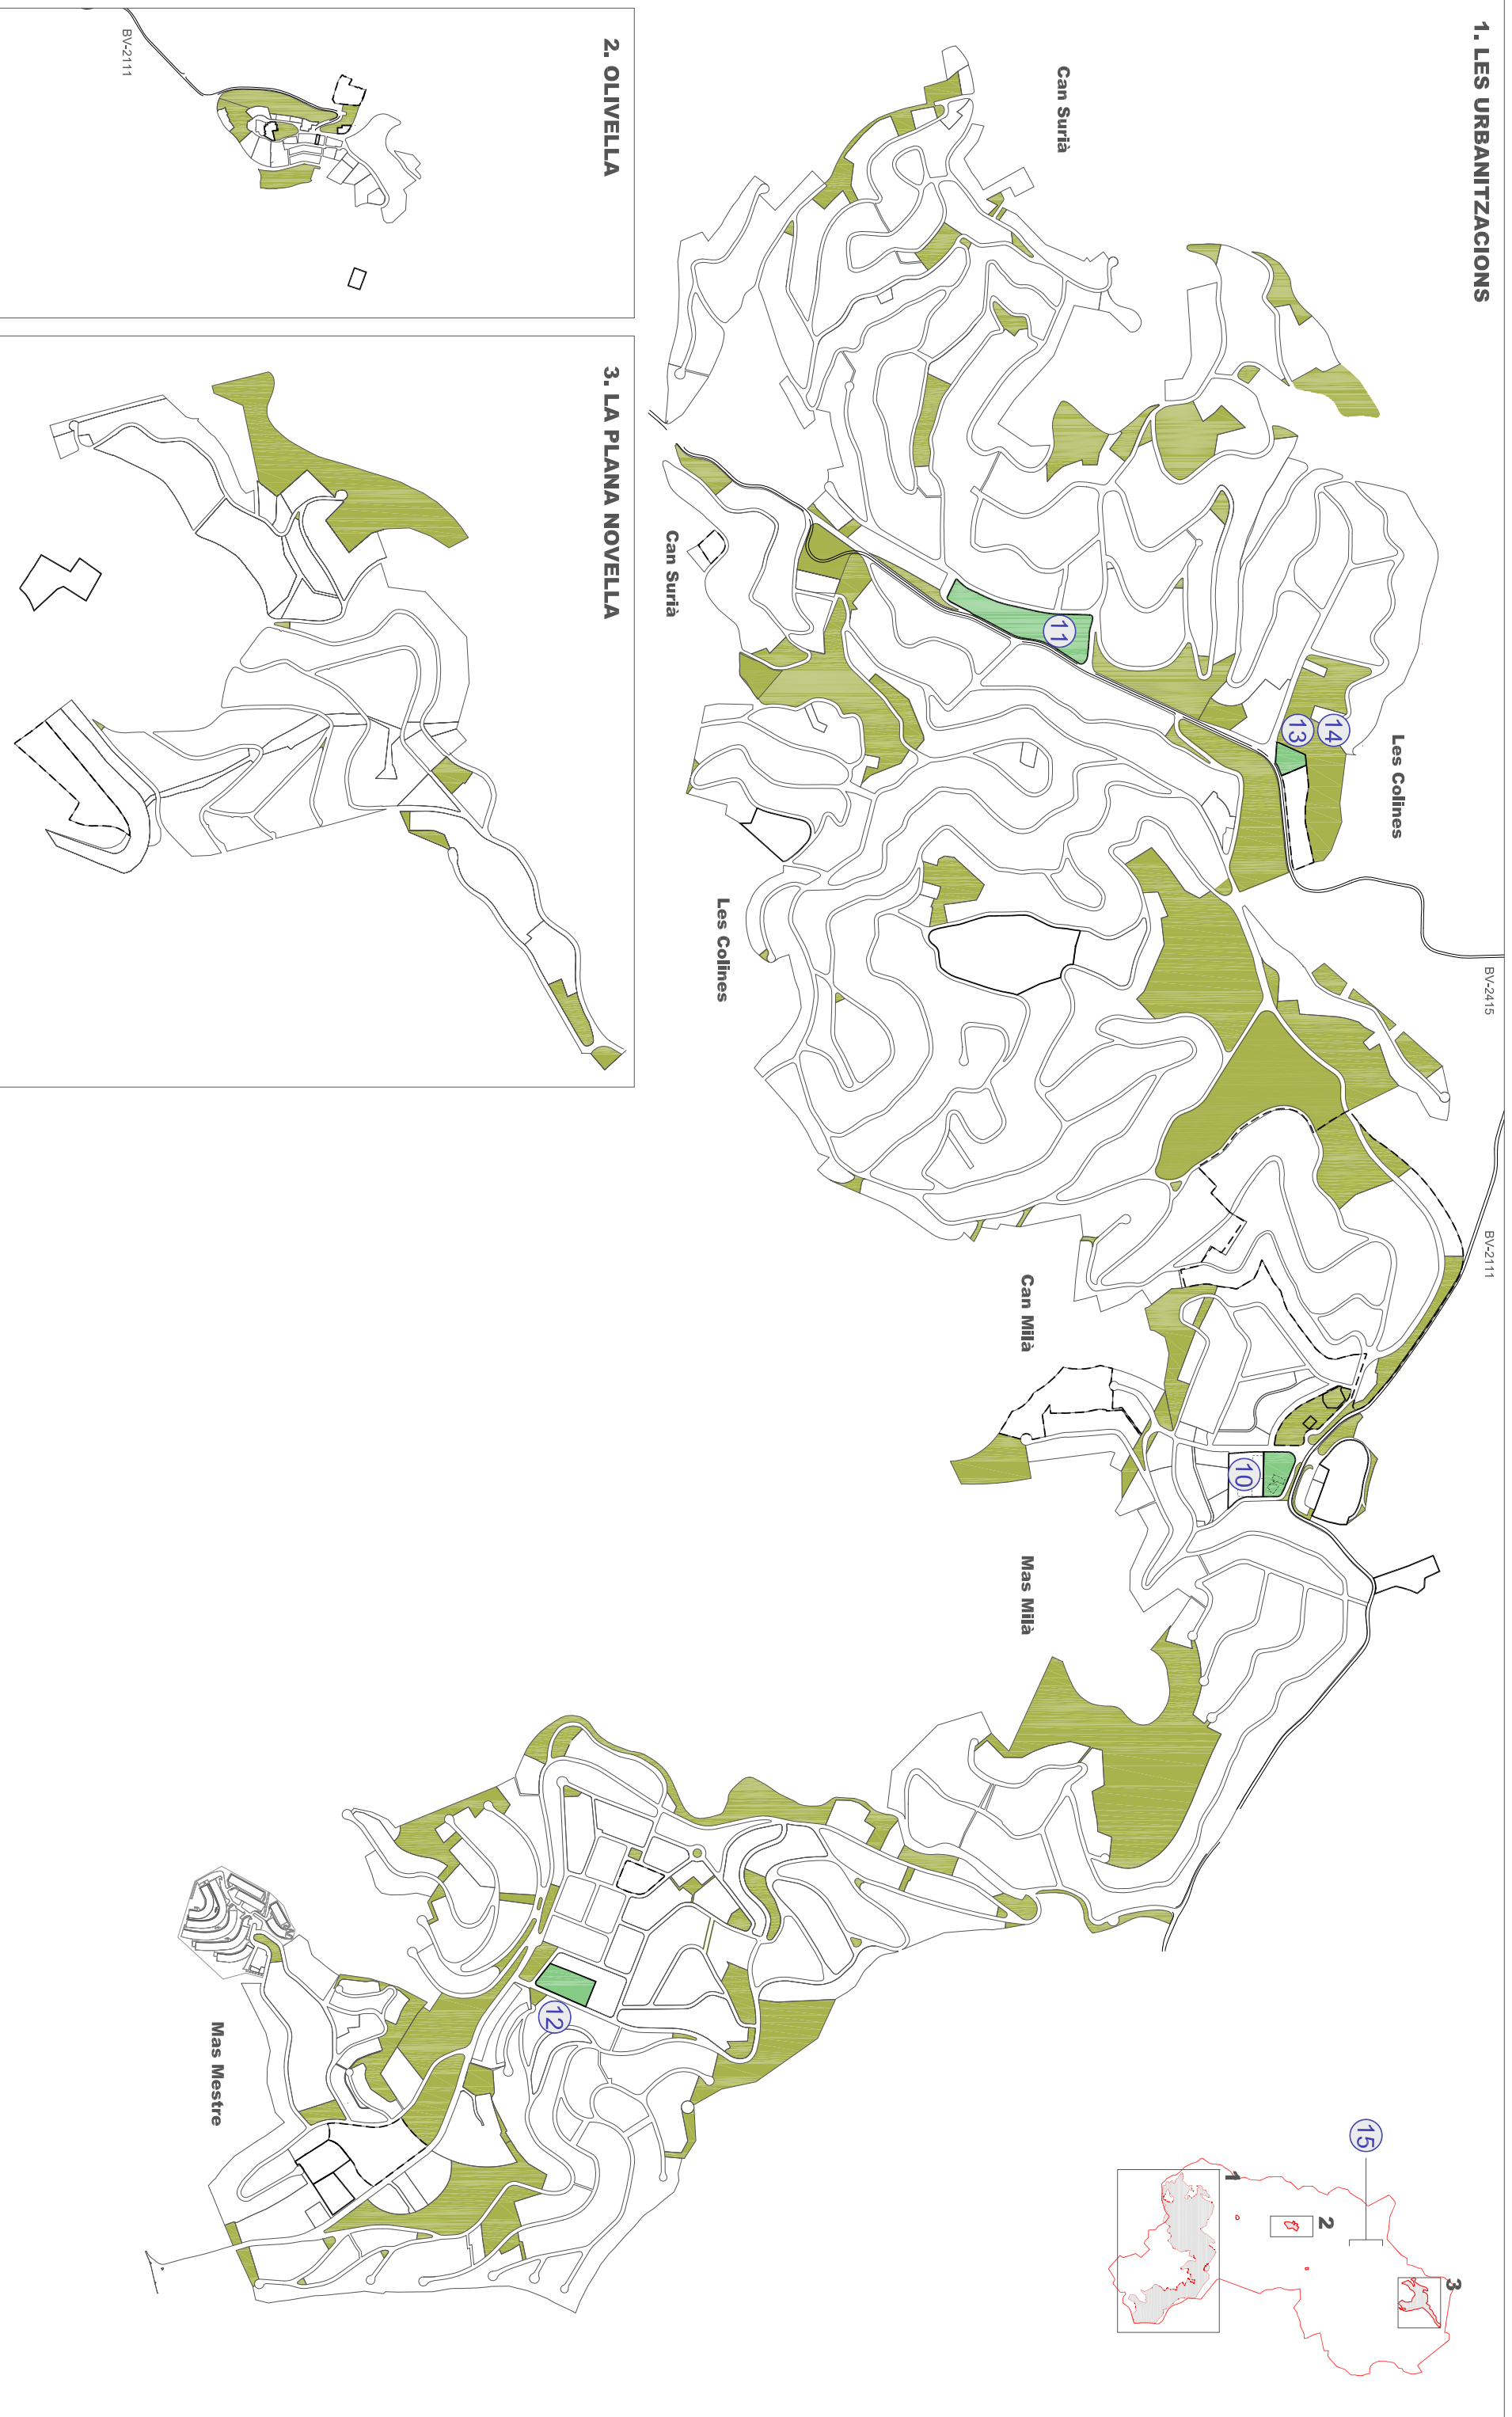 1. LES URBANITZACIONS
Can Surià
Les Colines
BV-2415
BV-2111
14
13
11
Can Surià
Les Colines
Can Milà
10
Mas Milà
12
Mas Mestre
15
1
2
3
2. OLIVELLA
BV-2111
3. LA PLANA NOVELLA